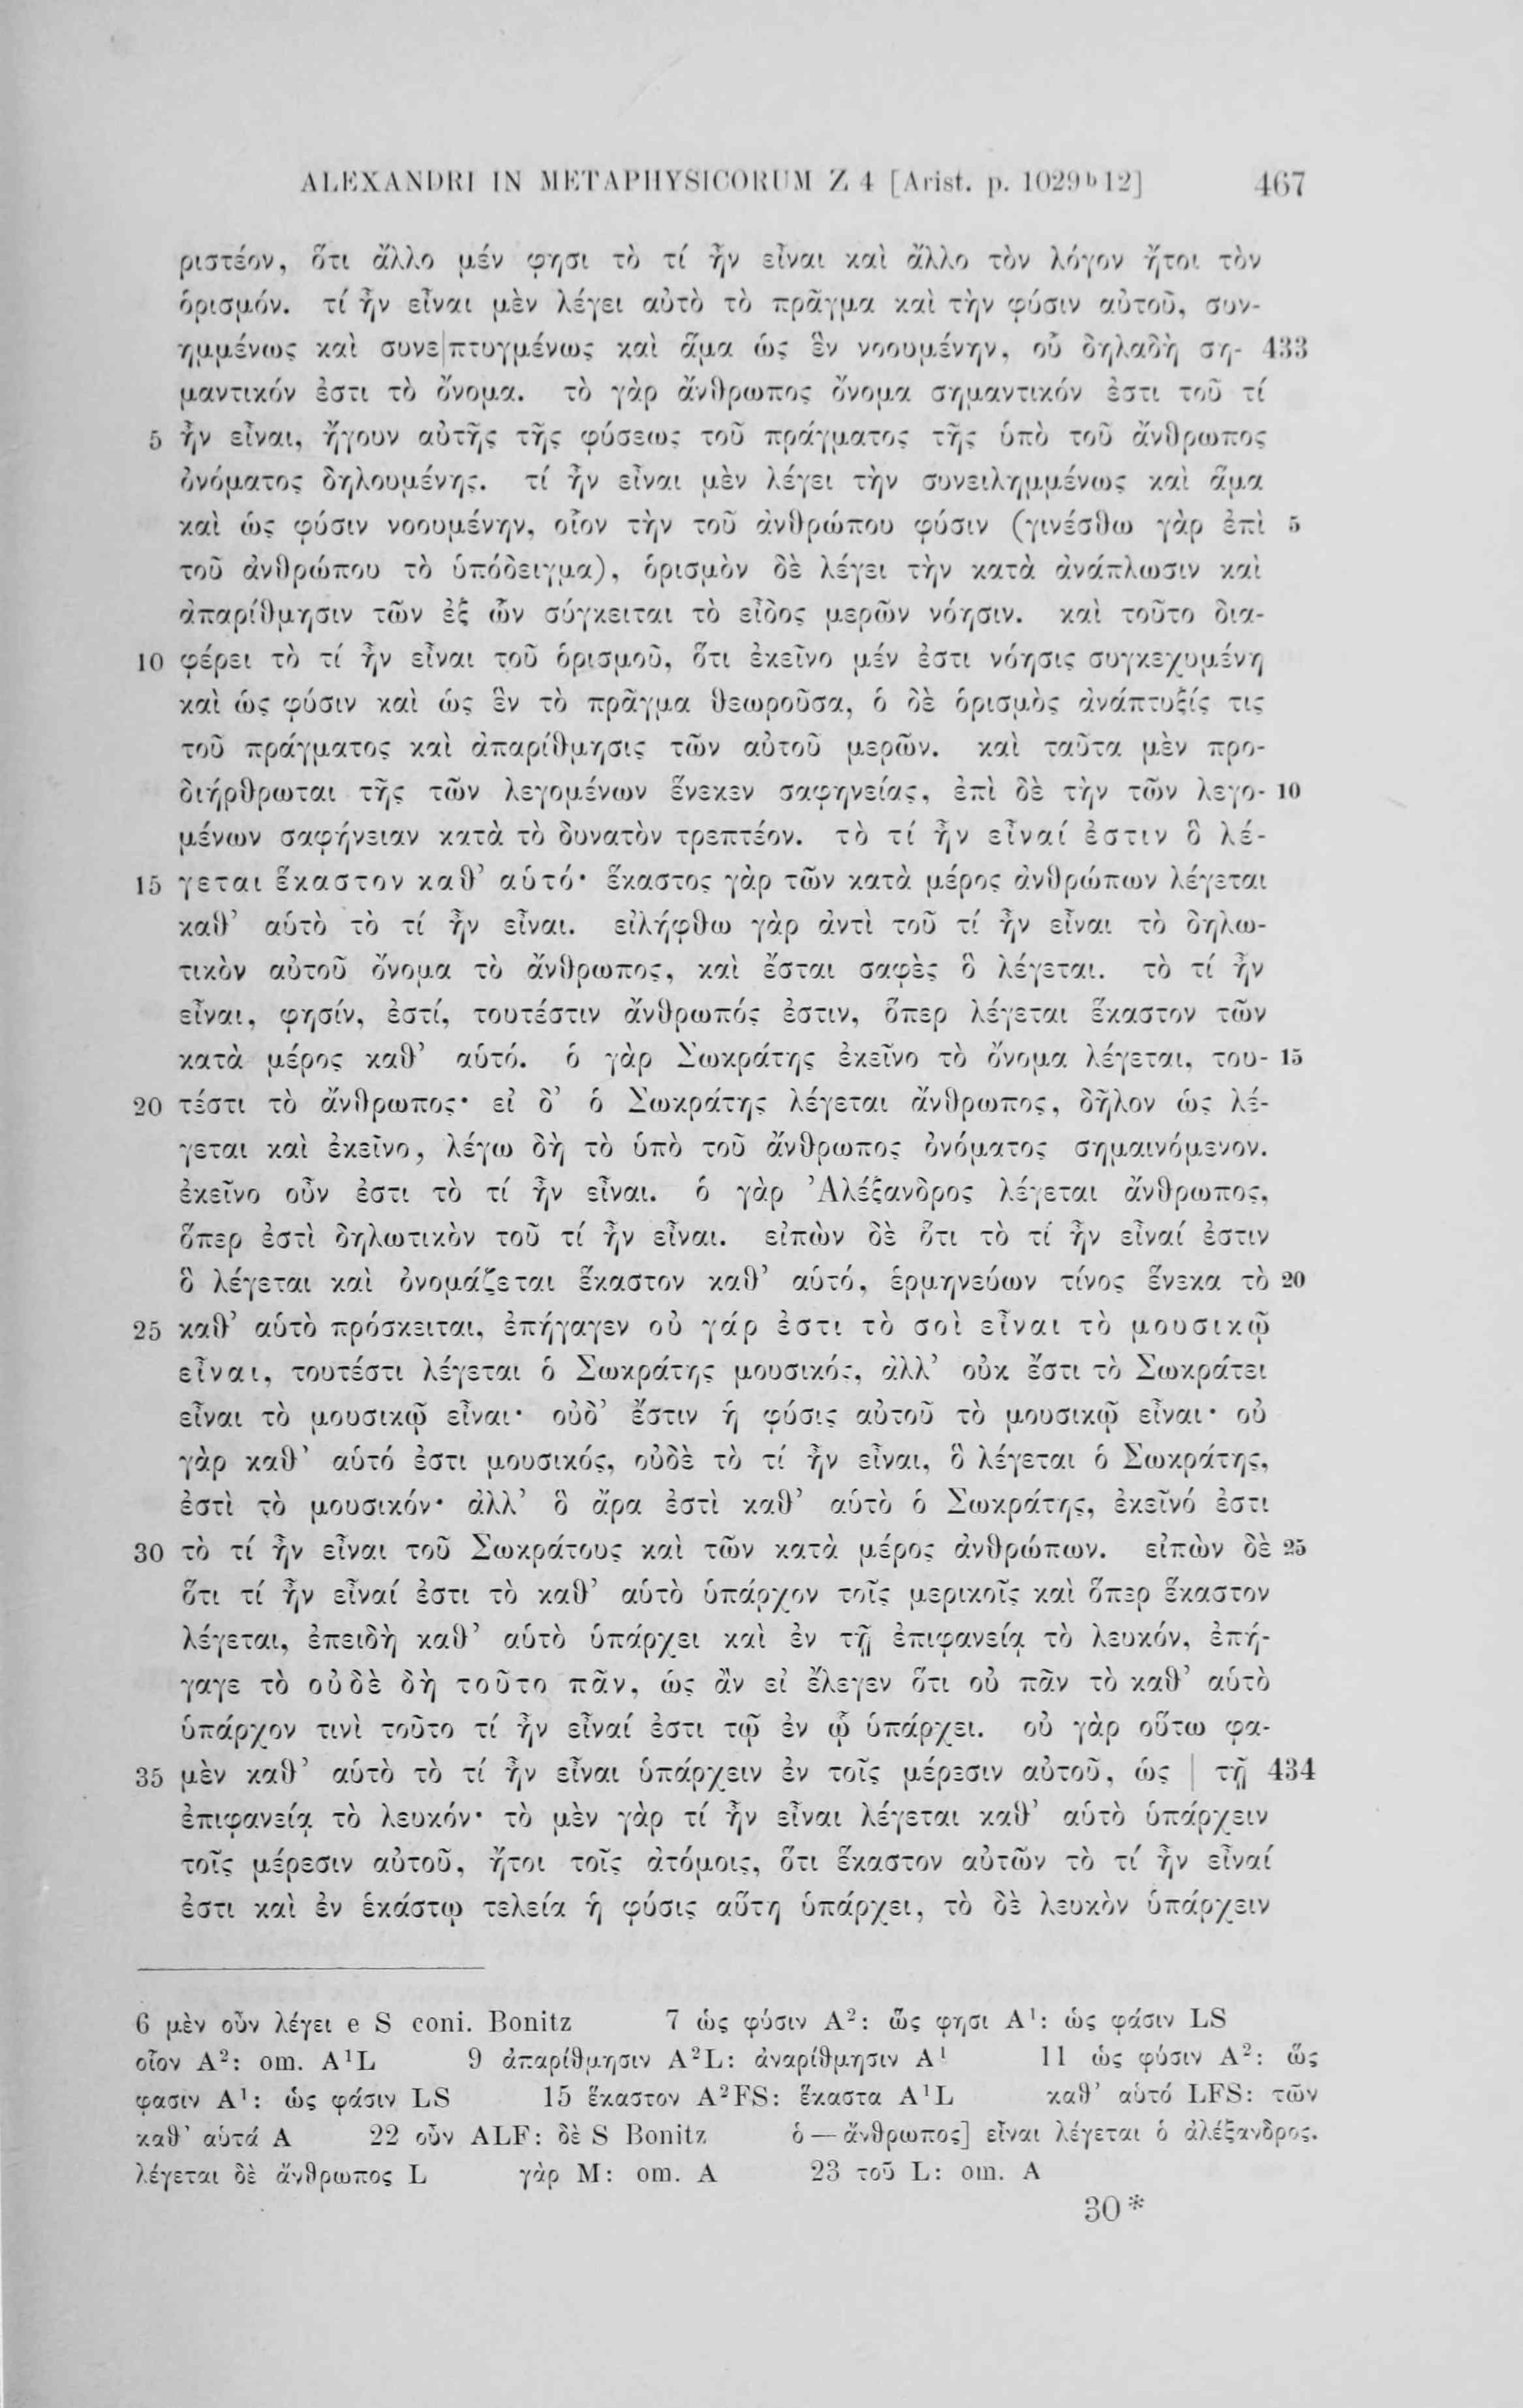 ALEXANDRI IN METAPHYSICORUM Z 4 [Arist. p. 1029ᵇ12] 467
ριστέον, ὅτι ἄλλο μέν φησι τὸ τί ἦν εἶναι καὶ ἄλλο τὸν λόγον ἤτοι τὸν
ὁρισμόν. τί ἦν εἶναι μὲν λέγει αὐτὸ τὸ πρᾶγμα καὶ τὴν φύσιν αὐτοῦ, συν-
ημμένως καὶ συνε|πτυγμένως καὶ ἅμα ὡς ἓν νοουμένην, οὗ δηλαδὴ ση- 433
μαντικόν ἐστι τὸ ὄνομα. τὸ γὰρ ἄνθρωπος ὄνομα σημαντικόν ἐστι τοῦ τί
5 ἦν εἶναι, ἤγουν αὐτῆς τῆς φύσεως τοῦ πράγματος τῆς ὑπὸ τοῦ ἄνθρωπος
ὀνόματος δηλουμένης. τί ἦν εἶναι μὲν λέγει τὴν συνειλημμένως καὶ ἅμα
καὶ ὡς φύσιν νοουμένην, οἷον τὴν τοῦ ἀνθρώπου φύσιν (γινέσθω γὰρ ἐπὶ 5
τοῦ ἀνθρώπου τὸ ὑπόδειγμα), ὁρισμὸν δὲ λέγει τὴν κατὰ ἀνάπλωσιν καὶ
ἀπαρίθμησιν τῶν ἐξ ὧν σύγκειται τὸ εἶδος μερῶν νόησιν. καὶ τοῦτο δια-
10 φέρει τὸ τί ἦν εἶναι τοῦ ὁρισμοῦ, ὅτι ἐκεῖνο μέν ἐστι νόησις συγκεχυμένη
καὶ ὡς φύσιν καὶ ὡς ἓν τὸ πρᾶγμα θεωροῦσα, ὁ δὲ ὁρισμὸς ἀνάπτυξίς τις
τοῦ πράγματος καὶ ἀπαρίθμησις τῶν αὐτοῦ μερῶν. καὶ ταῦτα μὲν προ-
διήρθρωται τῆς τῶν λεγομένων ἕνεκεν σαφηνείας, ἐπὶ δὲ τὴν τῶν λεγο- 10
μένων σαφήνειαν κατὰ τὸ δυνατὸν τρεπτέον. τὸ τί ἦν εἶναί ἐστιν ὃ λέ-
15 γεται ἕκαστον καθ’ αὑτό· ἕκαστος γὰρ τῶν κατὰ μέρος ἀνθρώπων λέγεται
καθ’ αὑτὸ τὸ τί ἦν εἶναι. εἰλήφθω γὰρ ἀντὶ τοῦ τί ἦν εἶναι τὸ δηλω-
τικὸν αὐτοῦ ὄνομα τὸ ἄνθρωπος, καὶ ἔσται σαφὲς ὃ λέγεται. τὸ τί ἦν
εἶναι, φησίν, ἐστί, τουτέστιν ἄνθρωπός ἐστιν, ὅπερ λέγεται ἕκαστον τῶν
κατὰ μέρος καθ’ αὑτό. ὁ γὰρ Σωκράτης ἐκεῖνο τὸ ὄνομα λέγεται, του- 15
20 τέστι τὸ ἄνθρωπος· εἰ δ’ ὁ Σωκράτης λέγεται ἄνθρωπος, δῆλον ὡς λέ-
γεται καὶ ἐκεῖνο, λέγω δὴ τὸ ὑπὸ τοῦ ἄνθρωπος ὀνόματος σημαινόμενον.
ἐκεῖνο οὖν ἐστι τὸ τί ἦν εἶναι. ὁ γὰρ Ἀλέξανδρος λέγεται ἄνθρωπος,
ὅπερ ἐστὶ δηλωτικὸν τοῦ τί ἦν εἶναι. εἰπὼν δὲ ὅτι τὸ τί ἦν εἶναί ἐστιν
ὃ λέγεται καὶ ὀνομάζεται ἕκαστον καθ’ αὑτό, ἑρμηνεύων τίνος ἕνεκα τὸ 20
25 καθ’ αὑτὸ πρόσκειται, ἐπήγαγεν οὐ γάρ ἐστι τὸ σοὶ εἶναι τὸ μουσικῷ
εἶναι, τουτέστι λέγεται ὁ Σωκράτης μουσικός, ἀλλ’ οὐκ ἔστι τὸ Σωκράτει
εἶναι τὸ μουσικῷ εἶναι· οὐδ’ ἔστιν ἡ φύσις αὐτοῦ τὸ μουσικῷ εἶναι· οὐ
γὰρ καθ’ αὑτό ἐστι μουσικός, οὐδὲ τὸ τί ἦν εἶναι, ὃ λέγεται ὁ Σωκράτης,
ἐστὶ τὸ μουσικόν· ἀλλ’ ὃ ἄρα ἐστὶ καθ’ αὑτὸ ὁ Σωκράτης, ἐκεῖνό ἐστι
30 τὸ τί ἦν εἶναι τοῦ Σωκράτους καὶ τῶν κατὰ μέρος ἀνθρώπων. εἰπὼν δὲ 25
ὅτι τί ἦν εἶναί ἐστι τὸ καθ’ αὑτὸ ὑπάρχον τοῖς μερικοῖς καὶ ὅπερ ἕκαστον
λέγεται, ἐπειδὴ καθ’ αὑτὸ ὑπάρχει καὶ ἐν τῇ ἐπιφανείᾳ τὸ λευκόν, ἐπή-
γαγε τὸ οὐδὲ δὴ τοῦτο πᾶν, ὡς ἂν εἰ ἔλεγεν ὅτι οὐ πᾶν τὸ καθ’ αὑτὸ
ὑπάρχον τινὶ τοῦτο τί ἦν εἶναί ἐστι τῷ ἐν ᾧ ὑπάρχει. οὐ γὰρ οὕτω φα-
35 μὲν καθ’ αὑτὸ τὸ τί ἦν εἶναι ὑπάρχειν ἐν τοῖς μέρεσιν αὐτοῦ, ὡς | τῇ 434
ἐπιφανείᾳ τὸ λευκόν· τὸ μὲν γὰρ τί ἦν εἶναι λέγεται καθ’ αὑτὸ ὑπάρχειν
τοῖς μέρεσιν αὐτοῦ, ἤτοι τοῖς ἀτόμοις, ὅτι ἕκαστον αὐτῶν τὸ τί ἦν εἶναί
ἐστι καὶ ἐν ἑκάστῳ τελεία ἡ φύσις αὕτη ὑπάρχει, τὸ δὲ λευκὸν ὑπάρχειν
6 μὲν οὖν λέγει e S coni. Bonitz 7 ὡς φύσιν A²: ὥς φησι A¹: ὡς φάσιν LS
οἷον A²: om. A¹L 9 ἀπαρίθμησιν A²L: ἀναρίθμησιν A¹ 11 ὡς φύσιν A²: ὥς
φασιν A¹: ὡς φάσιν LS 15 ἕκαστον A²FS: ἕκαστα A¹L καθ’ αὑτό LFS: τῶν
καθ’ αὑτά A 22 οὖν ALF: δὲ S Bonitz ὁ — ἄνθρωπος] εἶναι λέγεται ὁ ἀλέξανδρος.
λέγεται δὲ ἄνθρωπος L γὰρ M: om. A 23 τοῦ L: om. A
30*